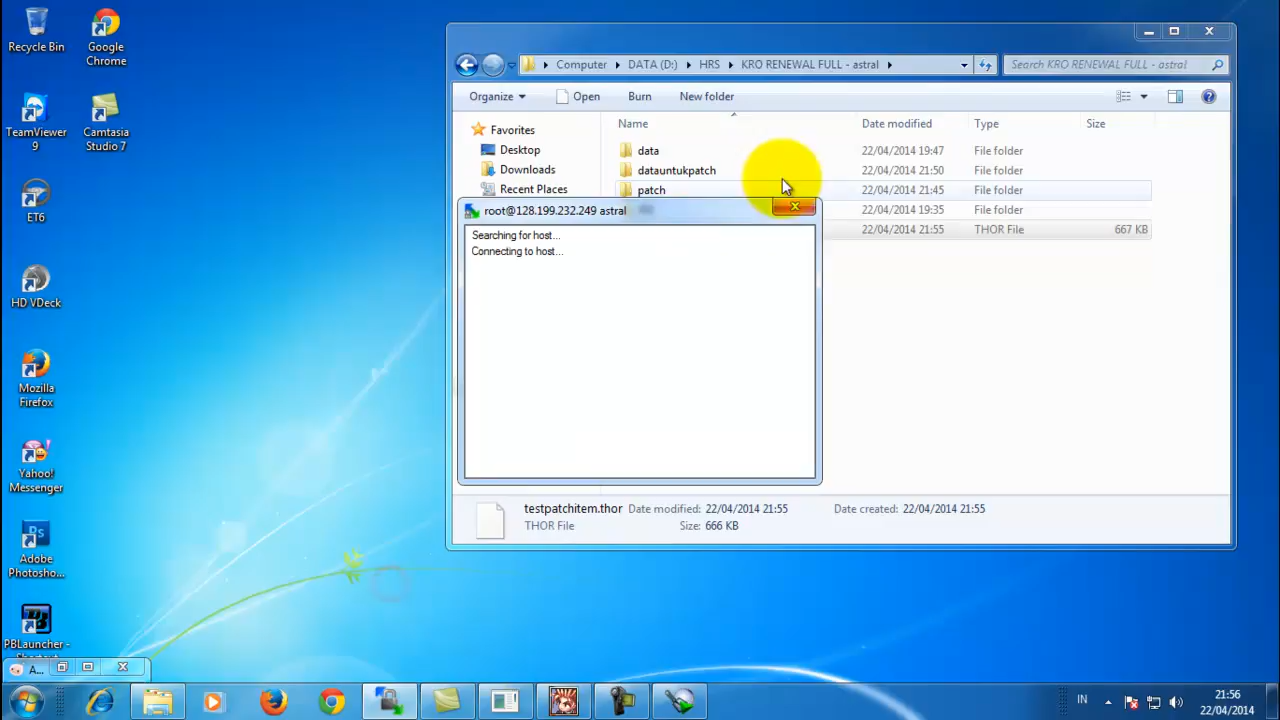 Recycle Bin
Google
Chrome
TeamViewer
9
Camtasia
Studio 7
ET6
HD VDeck
Mozilla
Firefox
Yahoo!
Messenger
Adobe
Photosho...
PBLauncher -
A...
Computer
DATA (D:)
HRS
KRO RENEWAL FULL - astral
Search KRO RENEWAL FULL - astral
Organize
Open
Burn
New folder
Favorites
Desktop
Downloads
Recent Places
Name
Date modified
Type
Size
data
22/04/2014 19:47
File folder
datauntukpatch
22/04/2014 21:50
File folder
patch
22/04/2014 21:45
File folder
22/04/2014 19:35
File folder
22/04/2014 21:55
THOR File
667 KB
root@128.199.232.249 astral
Searching for host...
Connecting to host...
testpatchitem.thor
Date modified: 22/04/2014 21:55
Date created: 22/04/2014 21:55
THOR File
Size: 666 KB
IN
21:56
22/04/2014